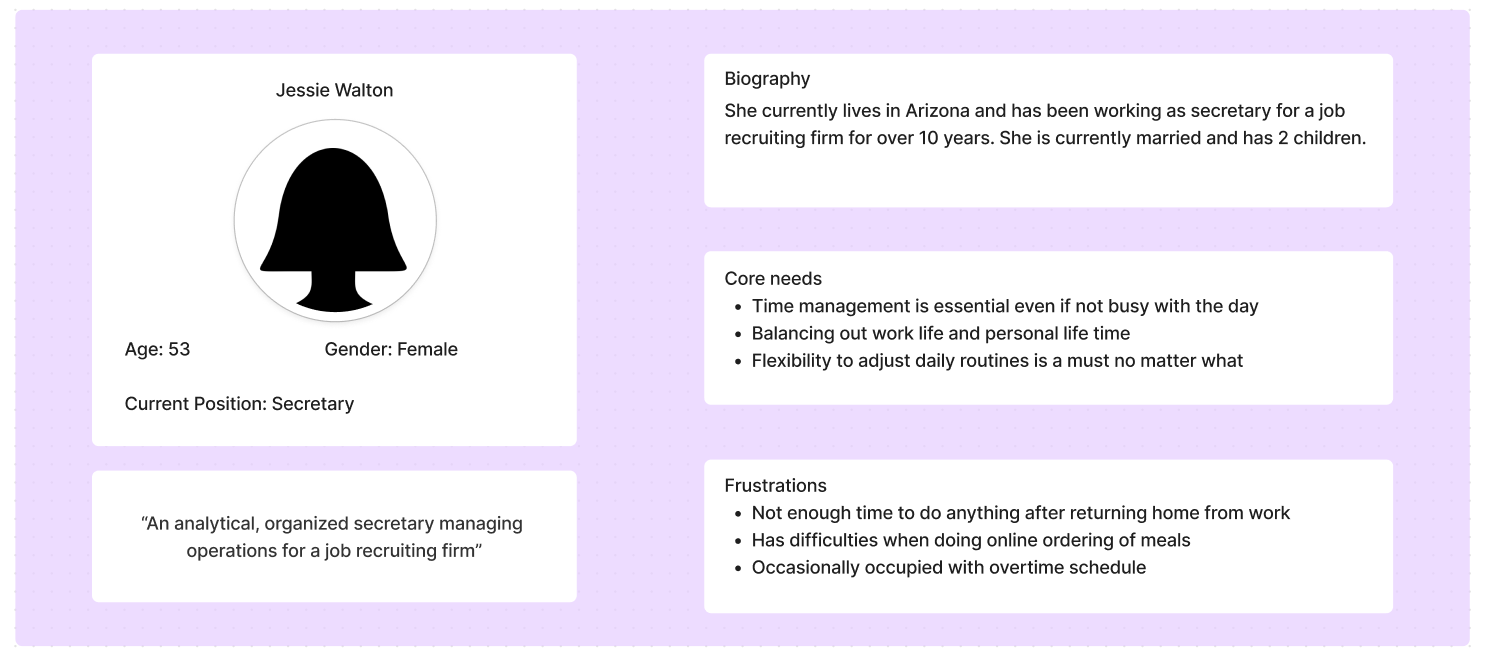 Jessie Walton
Age: 53
Gender: Female
Current Position: Secretary
“An analytical, organized secretary managing
operations for a job recruiting firm”
Biography
She currently lives in Arizona and has been working as secretary for a job
recruiting firm for over 10 years. She is currently married and has 2 children.
Core needs
• Time management is essential even if not busy with the day
• Balancing out work life and personal life time
• Flexibility to adjust daily routines is a must no matter what
Frustrations
• Not enough time to do anything after returning home from work
• Has difficulties when doing online ordering of meals
• Occasionally occupied with overtime schedule